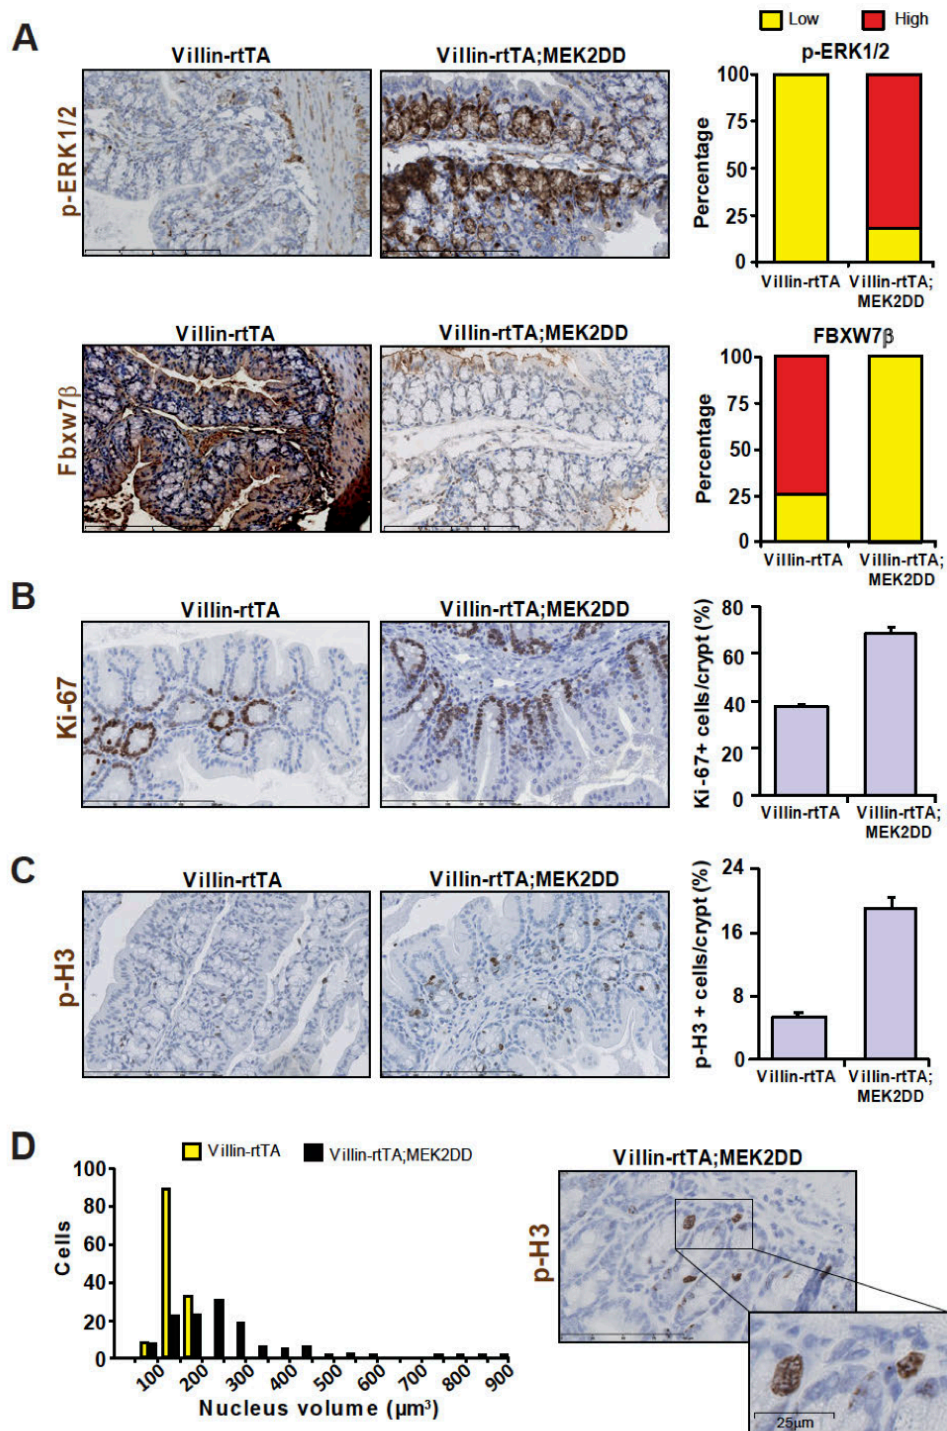 A
Low
High
Villin-rtTA
Villin-rtTA;MEK2DD
p-ERK1/2
p-ERK1/2
Percentage
100
75
50
25
0
Villin-rtTA
Villin-rtTA;
MEK2DD
Villin-rtTA
Villin-rtTA;MEK2DD
FBXW7β
Fbxw7β
Percentage
100
75
50
25
0
Villin-rtTA
Villin-rtTA;
MEK2DD
B
Villin-rtTA
Villin-rtTA;MEK2DD
Ki-67
Ki-67+ cells/crypt (%)
80
60
40
20
0
Villin-rtTA
Villin-rtTA;
MEK2DD
C
Villin-rtTA
Villin-rtTA;MEK2DD
p-H3
p-H3 + cells/crypt (%)
24
16
8
0
Villin-rtTA
Villin-rtTA;
MEK2DD
D
Villin-rtTA
Villin-rtTA;MEK2DD
Cells
100
80
60
40
20
0
100 200 300 400 500 600 700 800 900
Nucleus volume (µm³)
Villin-rtTA;MEK2DD
p-H3
25µm